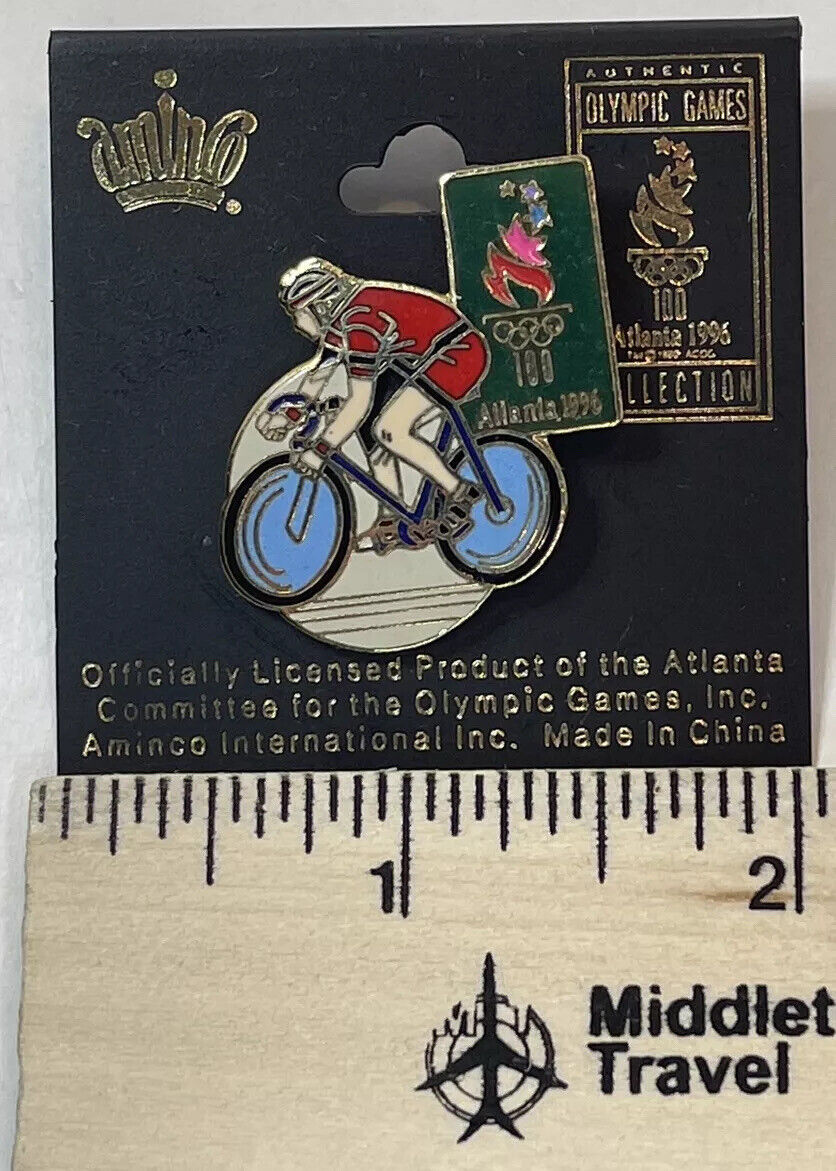 aminco
AUTHENTIC
OLYMPIC GAMES
100
Atlanta 1996
LLECTION
100
Atlanta 1996
Officially Licensed Product of the Atlanta
Committee for the Olympic Games, Inc.
Aminco International Inc. Made In China
1 2
Middlet
Travel